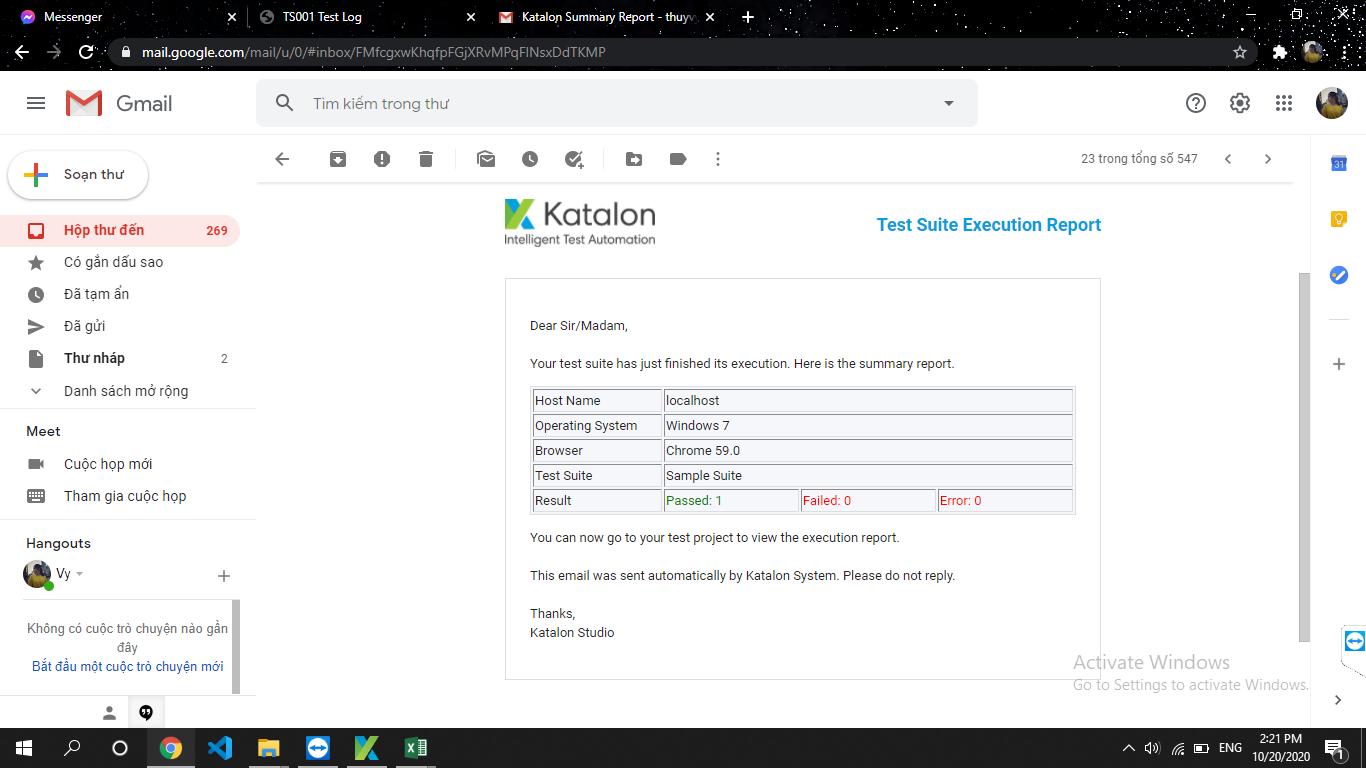 Messenger
TS001 Test Log
Katalon Summary Report - thuyv
mail.google.com/mail/u/0/#inbox/FMfcgxwKhqfpFGjXRvMPqFlNsxDdTKMP
Gmail
Tìm kiếm trong thư
Soạn thư
23 trong tổng số 547
Hộp thư đến 269
Có gắn dấu sao
Đã tạm ẩn
Đã gửi
Thư nháp 2
Danh sách mở rộng
Meet
Cuộc họp mới
Tham gia cuộc họp
Hangouts
Vy
Không có cuộc trò chuyện nào gần
đây
Bắt đầu một cuộc trò chuyện mới
Katalon
Intelligent Test Automation
Test Suite Execution Report
Dear Sir/Madam,
Your test suite has just finished its execution. Here is the summary report.
Host Name localhost
Operating System Windows 7
Browser Chrome 59.0
Test Suite Sample Suite
Result Passed: 1 Failed: 0 Error: 0
You can now go to your test project to view the execution report.
This email was sent automatically by Katalon System. Please do not reply.
Thanks,
Katalon Studio
31
Activate Windows
Go to Settings to activate Windows.
ENG
2:21 PM
10/20/2020
1